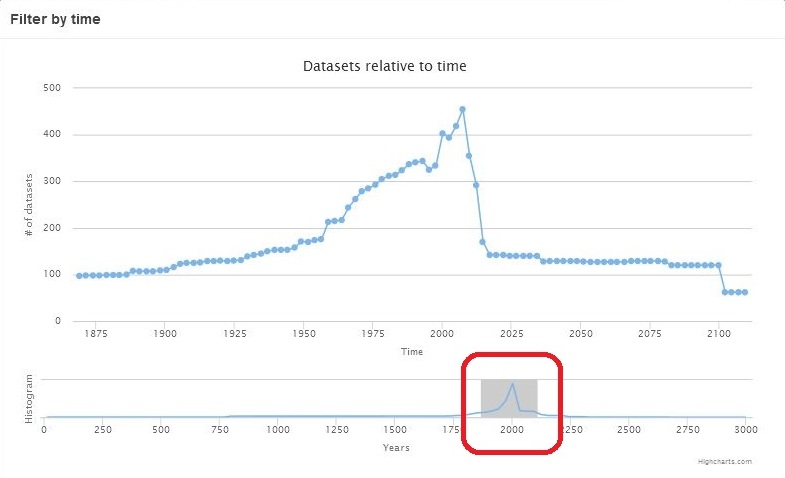 Filter by time
Datasets relative to time
500
400
300
200
100
0
# of datasets
1875 1900 1925 1950 1975 2000 2025 2050 2075 2100
Time
Histogram
0 250 500 750 1000 1250 1500 2000 2250 2500 2750 3000
Years
Highcharts.com